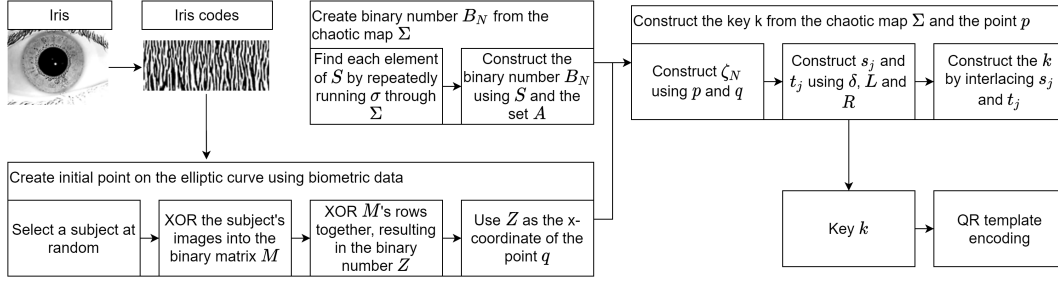 Iris
Iris codes
Create binary number $B_N$ from the
chaotic map $\Sigma$
Find each element
of $S$ by repeatedly
running $\sigma$ through
$\Sigma$
Construct the
binary number $B_N$
using $S$ and the
set $A$
Construct the key k from the chaotic map $\Sigma$ and the point $p$
Construct $\zeta_N$
using $p$ and $q$
Construct $s_j$ and
$t_j$ using $\delta$, $L$ and
$R$
Construct the $k$
by interlacing $s_j$
and $t_j$
Create initial point on the elliptic curve using biometric data
Select a subject at
random
XOR the subject's
images into the
binary matrix $M$
XOR $M$'s rows
together, resulting
in the binary
number $Z$
Use $Z$ as the x-
coordinate of the
point $q$
Key $k$
QR template
encoding